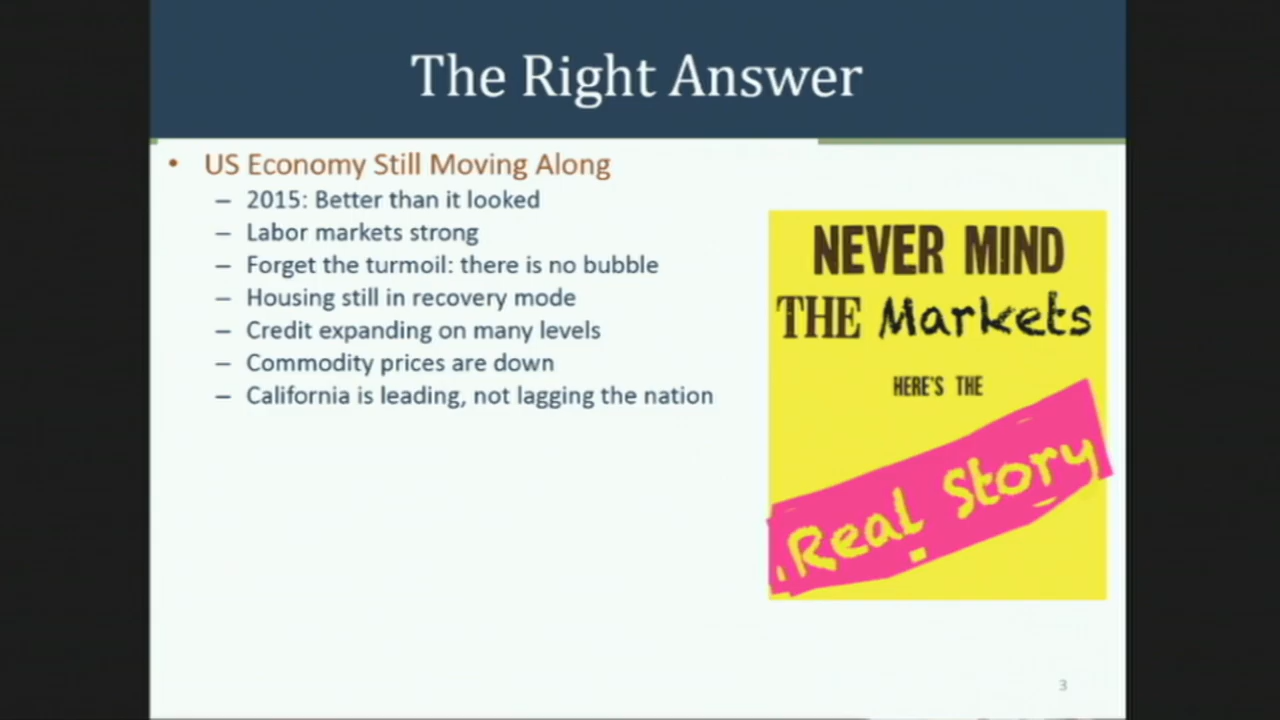 The Right Answer
• US Economy Still Moving Along
– 2015: Better than it looked
– Labor markets strong
– Forget the turmoil: there is no bubble
– Housing still in recovery mode
– Credit expanding on many levels
– Commodity prices are down
– California is leading, not lagging the nation
NEVER MIND
THE Markets
HERE'S THE
Real Story
3